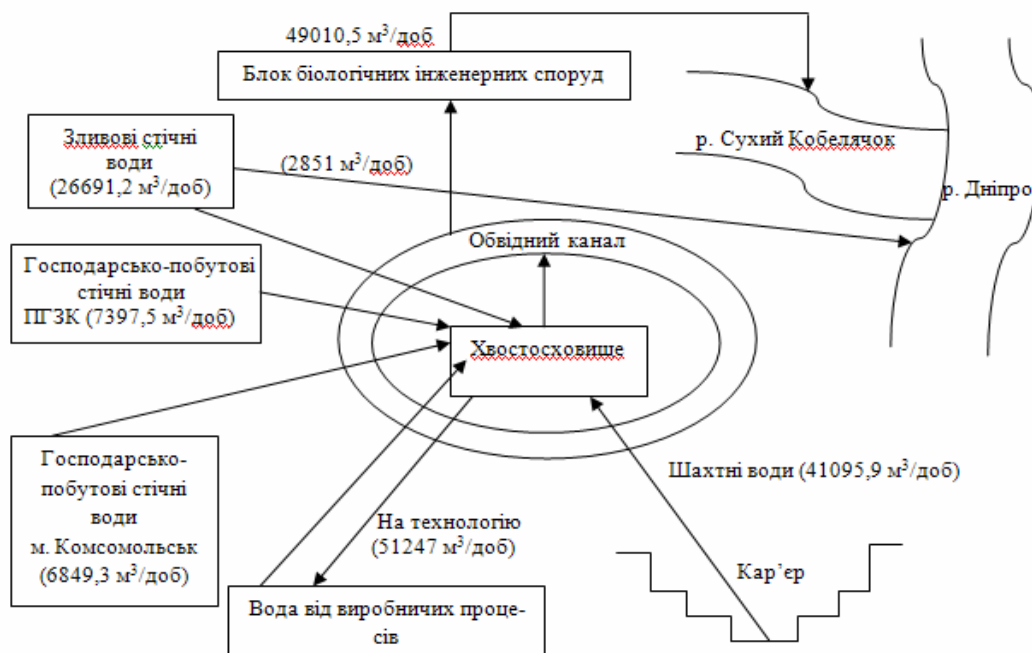 49010,5 м³/доб
Блок біологічних інженерних споруд
Зливові стічні
води
(26691,2 м³/доб)
(2851 м³/доб)
р. Сухий Кобелячок
р. Дніпро
Обвідний канал
Господарсько-побутові
стічні води
ПГЗК (7397,5 м³/доб)
Хвостосховище
Господарсько-
побутові стічні
води
м. Комсомольськ
(6849,3 м³/доб)
Шахтні води (41095,9 м³/доб)
На технологію
(51247 м³/доб)
Кар’єр
Вода від виробничих проце-
сів